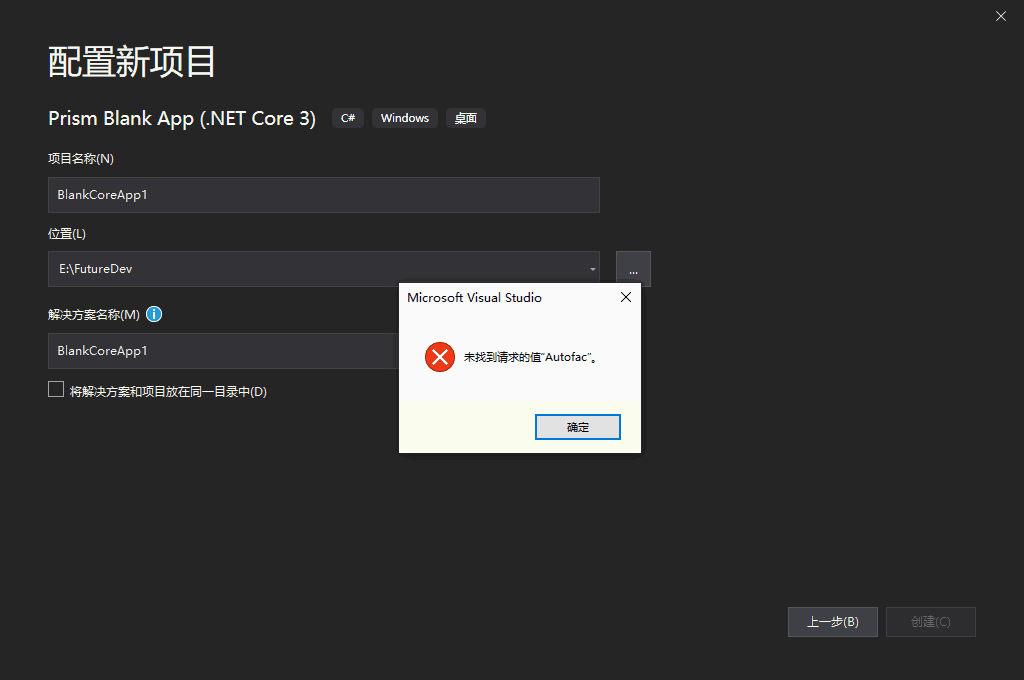 配置新项目
Prism Blank App (.NET Core 3) C# Windows 桌面
项目名称(N)
BlankCoreApp1
位置(L)
E:\FutureDev
...
解决方案名称(M)
BlankCoreApp1
将解决方案和项目放在同一目录中(D)
Microsoft Visual Studio
未找到请求的值“Autofac”。
确定
上一步(B) 创建(C)